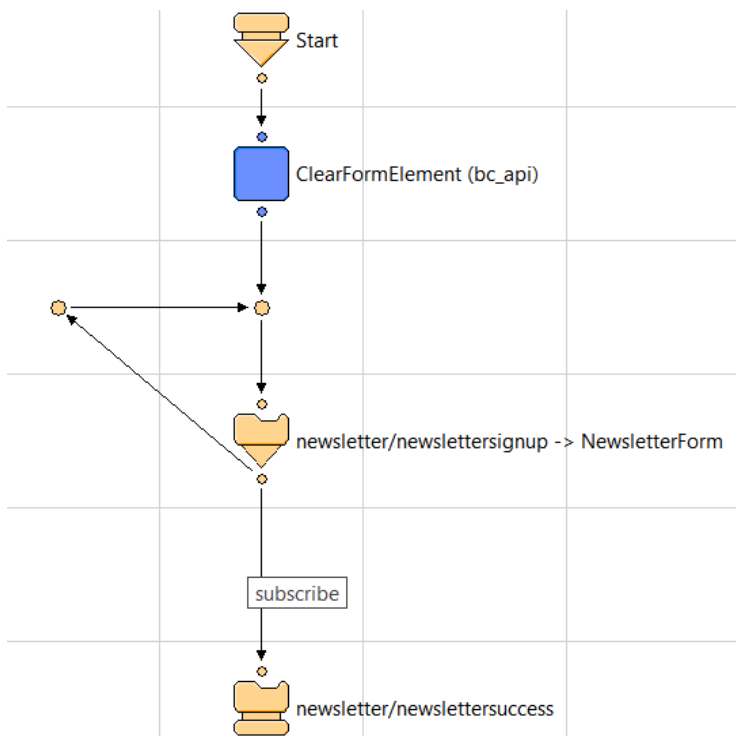 Start
ClearFormElement (bc_api)
newsletter/newslettersignup -> NewsletterForm
subscribe
newsletter/newslettersuccess